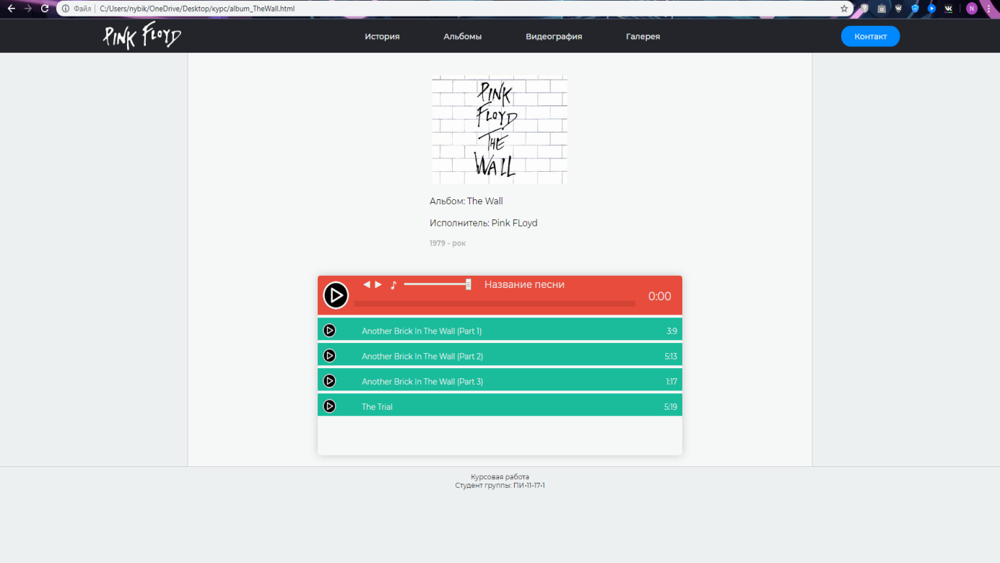 Файл
C:/Users/nybik/OneDrive/Desktop/курс/album_TheWall.html
N
PINK FLOYD
История
Альбомы
Видеография
Галерея
Контакт
PINK
FLOYD
THE
WALL
Альбом: The Wall
Исполнитель: Pink FLoyd
1979 - рок
Название песни
0:00
Another Brick In The Wall (Part 1)
3:9
Another Brick In The Wall (Part 2)
5:13
Another Brick In The Wall (Part 3)
1:17
The Trial
5:19
Курсовая работа
Студент группы: ПИ-11-17-1